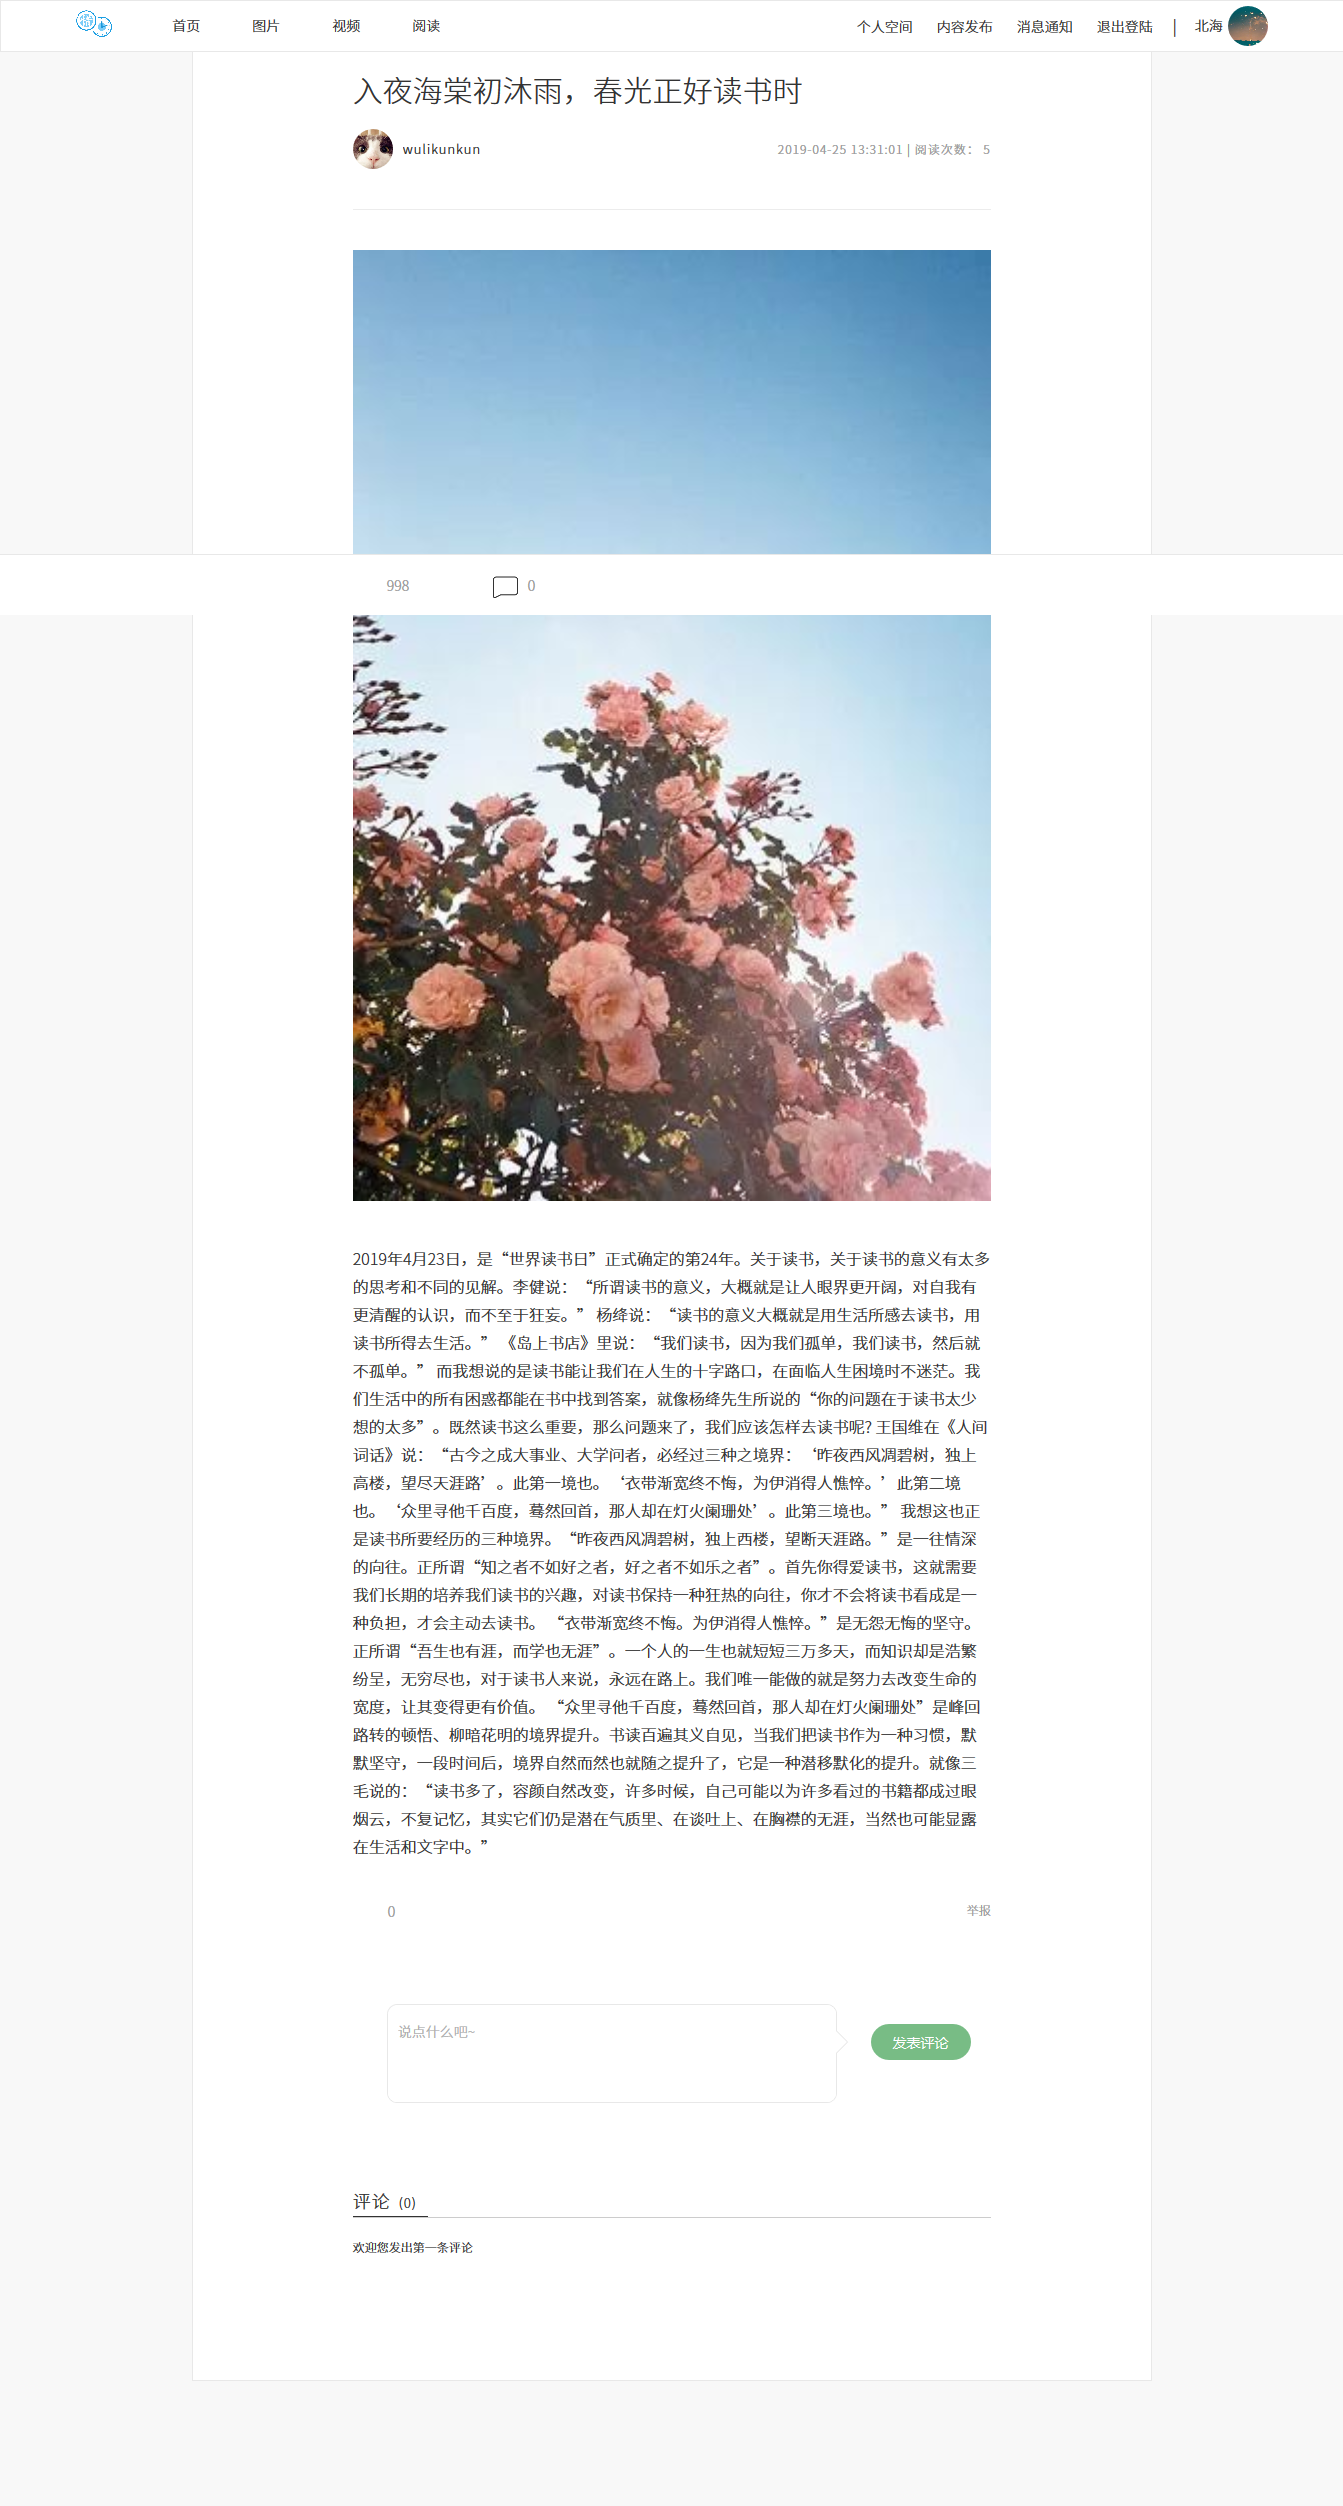 首页 图片 视频 阅读 个人空间 内容发布 消息通知 退出登陆 | 北海
入夜海棠初沐雨，春光正好读书时
wulikunkun 2019-04-25 13:31:01 | 阅读次数： 5
998 0
2019年4月23日，是“世界读书日”正式确定的第24年。关于读书，关于读书的意义有太多
的思考和不同的见解。李健说：“所谓读书的意义，大概就是让人眼界更开阔，对自我有
更清醒的认识，而不至于狂妄。” 杨绛说：“读书的意义大概就是用生活所感去读书，用
读书所得去生活。” 《岛上书店》里说：“我们读书，因为我们孤单，我们读书，然后就
不孤单。” 而我想说的是读书能让我们在人生的十字路口，在面临人生困境时不迷茫。我
们生活中的所有困惑都能在书中找到答案，就像杨绛先生所说的“你的问题在于读书太少
想的太多”。既然读书这么重要，那么问题来了，我们应该怎样去读书呢? 王国维在《人间
词话》说：“古今之成大事业、大学问者，必经过三种之境界：‘昨夜西风凋碧树，独上
高楼，望尽天涯路’。此第一境也。‘衣带渐宽终不悔，为伊消得人憔悴。’此第二境
也。‘众里寻他千百度，蓦然回首，那人却在灯火阑珊处’。此第三境也。” 我想这也正
是读书所要经历的三种境界。“昨夜西风凋碧树，独上西楼，望断天涯路。”是一往情深
的向往。正所谓“知之者不如好之者，好之者不如乐之者”。首先你得爱读书，这就需要
我们长期的培养我们读书的兴趣，对读书保持一种狂热的向往，你才不会将读书看成是一
种负担，才会主动去读书。 “衣带渐宽终不悔。为伊消得人憔悴。”是无怨无悔的坚守。
正所谓“吾生也有涯，而学也无涯”。一个人的一生也就短短三万多天，而知识却是浩繁
纷呈，无穷尽也，对于读书人来说，永远在路上。我们唯一能做的就是努力去改变生命的
宽度，让其变得更有价值。 “众里寻他千百度，蓦然回首，那人却在灯火阑珊处”是峰回
路转的顿悟、柳暗花明的境界提升。书读百遍其义自见，当我们把读书作为一种习惯，默
默坚守，一段时间后，境界自然而然也就随之提升了，它是一种潜移默化的提升。就像三
毛说的：“读书多了，容颜自然改变，许多时候，自己可能以为许多看过的书籍都成过眼
烟云，不复记忆，其实它们仍是潜在气质里、在谈吐上、在胸襟的无涯，当然也可能显露
在生活和文字中。”
0 举报
说点什么吧~
发表评论
评论 (0)
欢迎您发出第一条评论